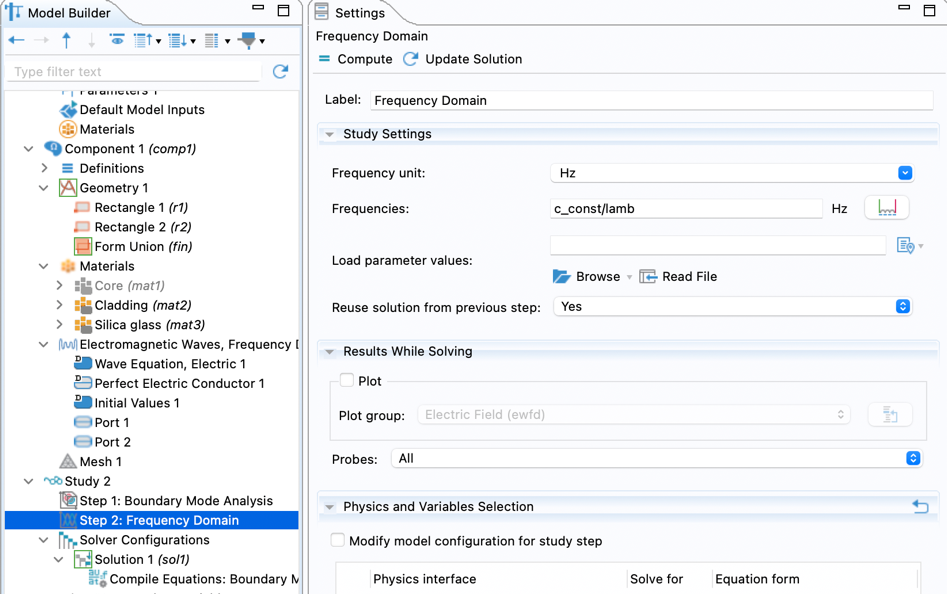 Model Builder
Type filter text
Parameters 1
Default Model Inputs
Materials
Component 1 (comp1)
Definitions
Geometry 1
Rectangle 1 (r1)
Rectangle 2 (r2)
Form Union (fin)
Materials
Core (mat1)
Cladding (mat2)
Silica glass (mat3)
Electromagnetic Waves, Frequency D
D Wave Equation, Electric 1
D Perfect Electric Conductor 1
D Initial Values 1
Port 1
Port 2
Mesh 1
Study 2
Step 1: Boundary Mode Analysis
Step 2: Frequency Domain
Solver Configurations
Solution 1 (sol1)
Compile Equations: Boundary M
Settings
Frequency Domain
= Compute Update Solution
Label: Frequency Domain
Study Settings
Frequency unit: Hz
Frequencies: c_const/lamb Hz
Load parameter values:
Browse Read File
Reuse solution from previous step: Yes
Results While Solving
Plot
Plot group: Electric Field (ewfd)
Probes: All
Physics and Variables Selection
Modify model configuration for study step
Physics interface Solve for Equation form